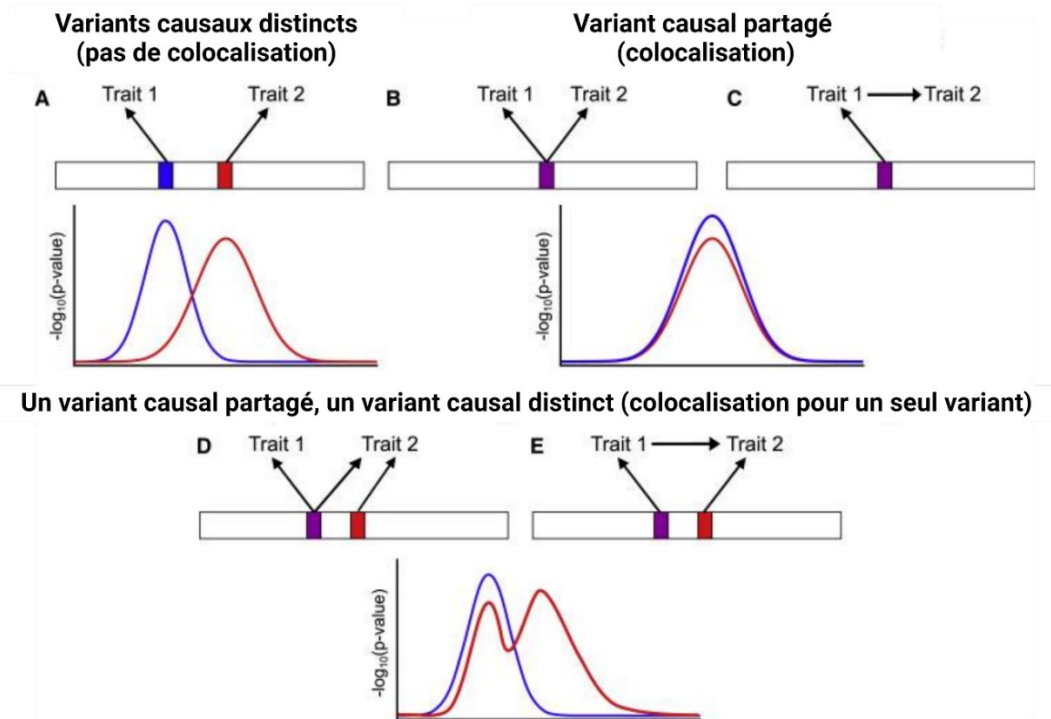 Variants causaux distincts
(pas de colocalisation)
Variant causal partagé
(colocalisation)
A
Trait 1
Trait 2
B
Trait 1
Trait 2
C
Trait 1
Trait 2
-log₁₀(p-value)
-log₁₀(p-value)
Un variant causal partagé, un variant causal distinct (colocalisation pour un seul variant)
D
Trait 1
Trait 2
E
Trait 1
Trait 2
-log₁₀(p-value)